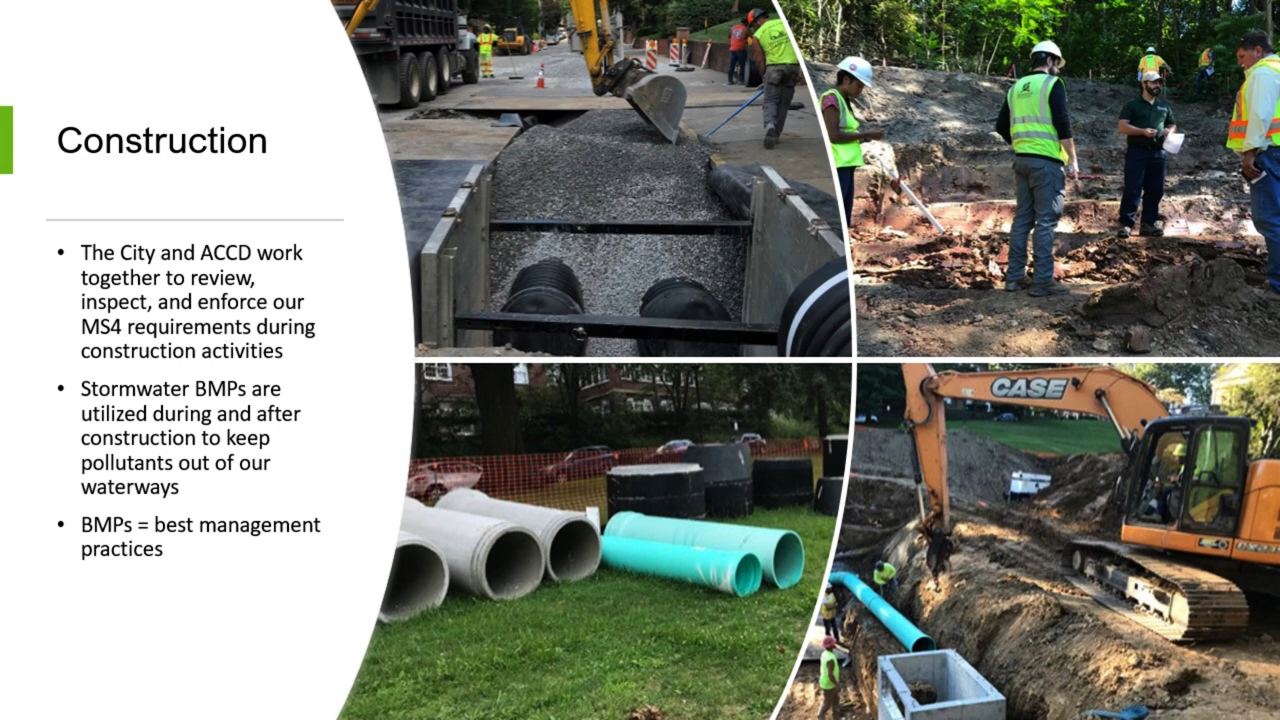 Construction
• The City and ACCD work
together to review,
inspect, and enforce our
MS4 requirements during
construction activities
• Stormwater BMPs are
utilized during and after
construction to keep
pollutants out of our
waterways
• BMPs = best management
practices
CASE